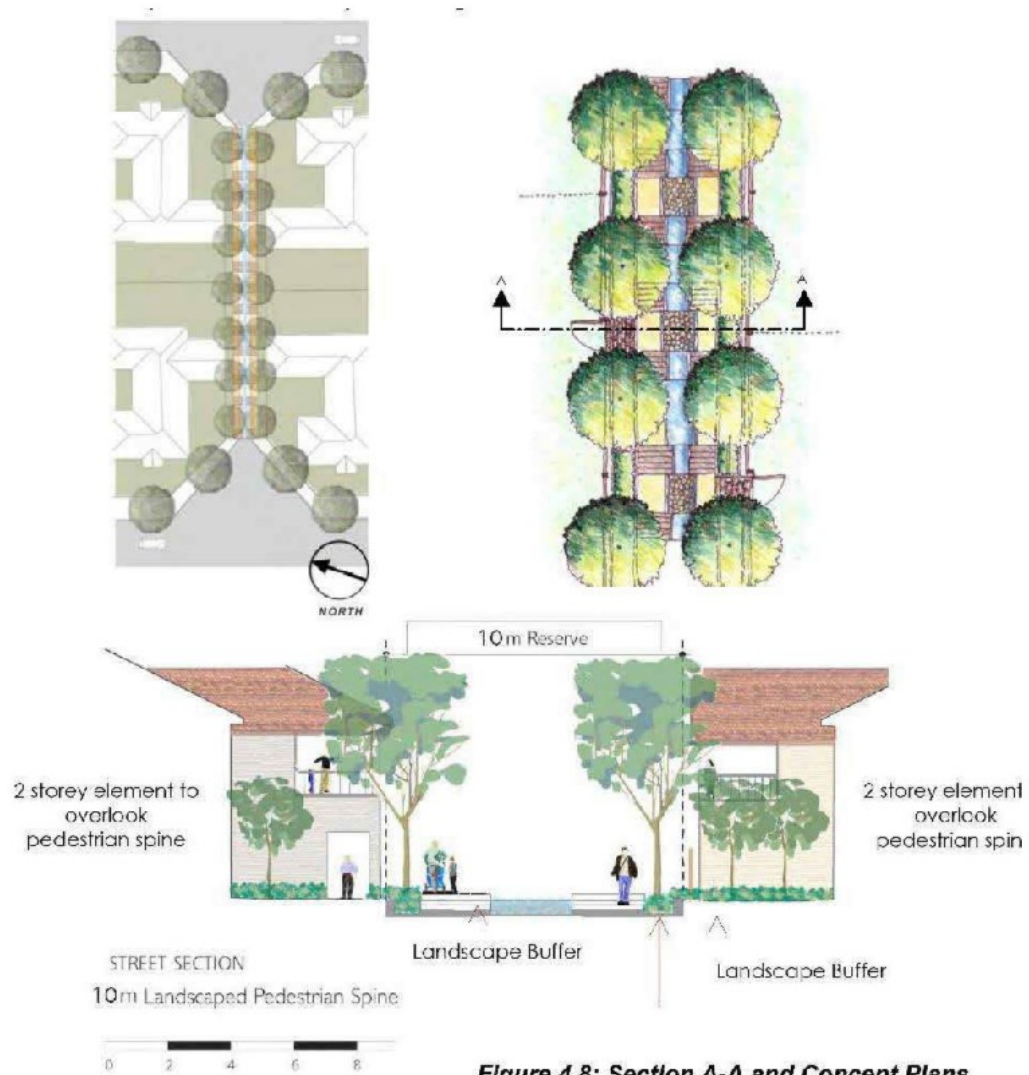 NORTH
A
A
10m Reserve
2 storey element to
overlook
pedestrian spine
2 storey element
overlook
pedestrian spin
Landscape Buffer
Landscape Buffer
STREET SECTION
10m Landscaped Pedestrian Spine
0 2 4 6 8
Figure 4.8: Section A-A and Concept Plans